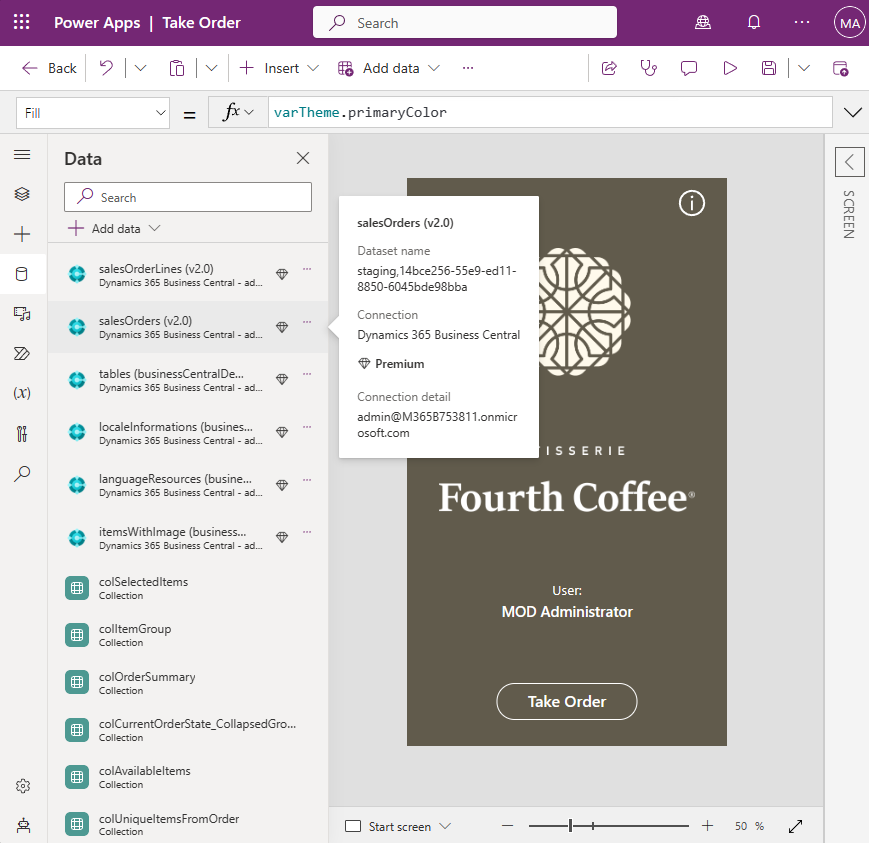 Power Apps | Take Order
Search
MA
Back
Insert
Add data
Fill
=
fx
varTheme.primaryColor
Data
Search
Add data
salesOrderLines (v2.0)
Dynamics 365 Business Central - ad...
salesOrders (v2.0)
Dynamics 365 Business Central - ad...
tables (businessCentralDe...
Dynamics 365 Business Central - ad...
localeInformations (busines...
Dynamics 365 Business Central - ad...
languageResources (busine...
Dynamics 365 Business Central - ad...
itemsWithImage (business...
Dynamics 365 Business Central - ad...
colSelectedItems
Collection
colItemGroup
Collection
colOrderSummary
Collection
colCurrentOrderState_CollapsedGro...
Collection
colAvailableItems
Collection
colUniqueItemsFromOrder
Collection
(x)
salesOrders (v2.0)
Dataset name
staging,14bce256-55e9-ed11-
8850-6045bde98bba
Connection
Dynamics 365 Business Central
Premium
Connection detail
admin@M365B753811.onmicr
osoft.com
TISSERIE
Fourth Coffee®
User:
MOD Administrator
Take Order
SCREEN
Start screen
50 %